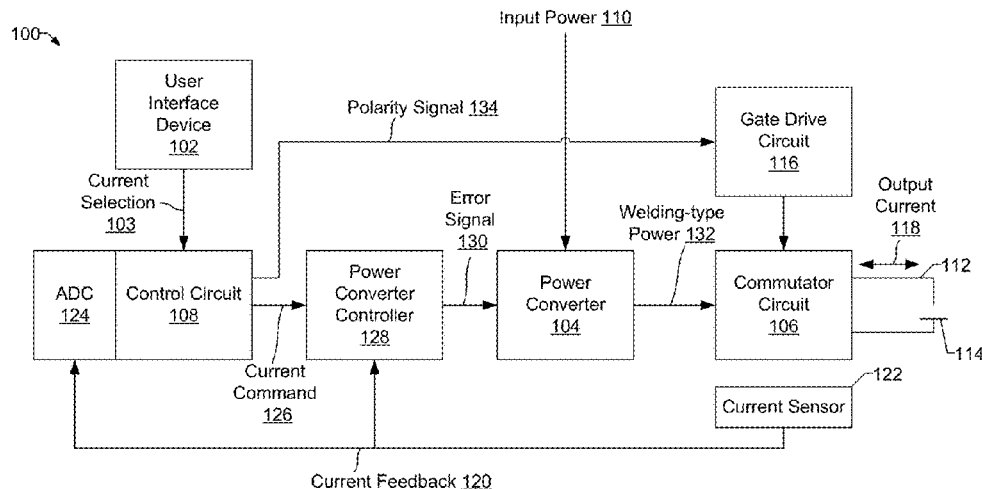 Input Power 110
100
User
Interface
Device
102
Polarity Signal 134
Gate Drive
Circuit
116
Current
Selection
103
Error
Signal
130
Welding-type
Power 132
Output
Current
118
112
ADC
124
Control Circuit
108
Power
Converter
Controller
128
Power
Converter
104
Commutator
Circuit
106
114
Current
Command
126
122
Current Sensor
Current Feedback 120